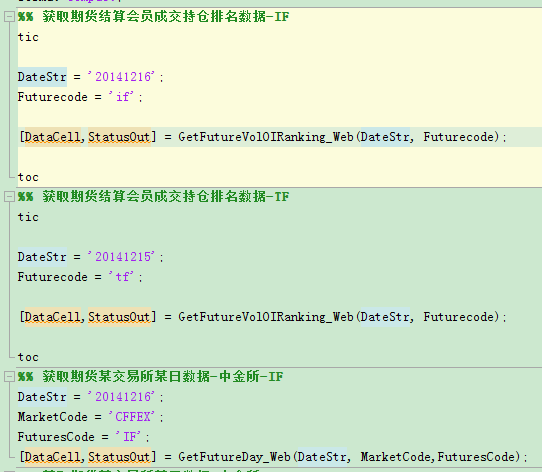 %% 获取期货结算会员成交持仓排名数据-IF
tic
DateStr = '20141216';
Futurecode = 'if';
[DataCell,StatusOut] = GetFutureVolOIRanking_Web(DateStr, Futurecode);
toc
%% 获取期货结算会员成交持仓排名数据-IF
tic
DateStr = '20141215';
Futurecode = 'tf';
[DataCell,StatusOut] = GetFutureVolOIRanking_Web(DateStr, Futurecode);
toc
%% 获取期货某交易所某日数据-中金所-IF
DateStr = '20141216';
MarketCode = 'CFFEX';
FuturesCode = 'IF';
[DataCell,StatusOut] = GetFutureDay_Web(DateStr, MarketCode,FuturesCode);